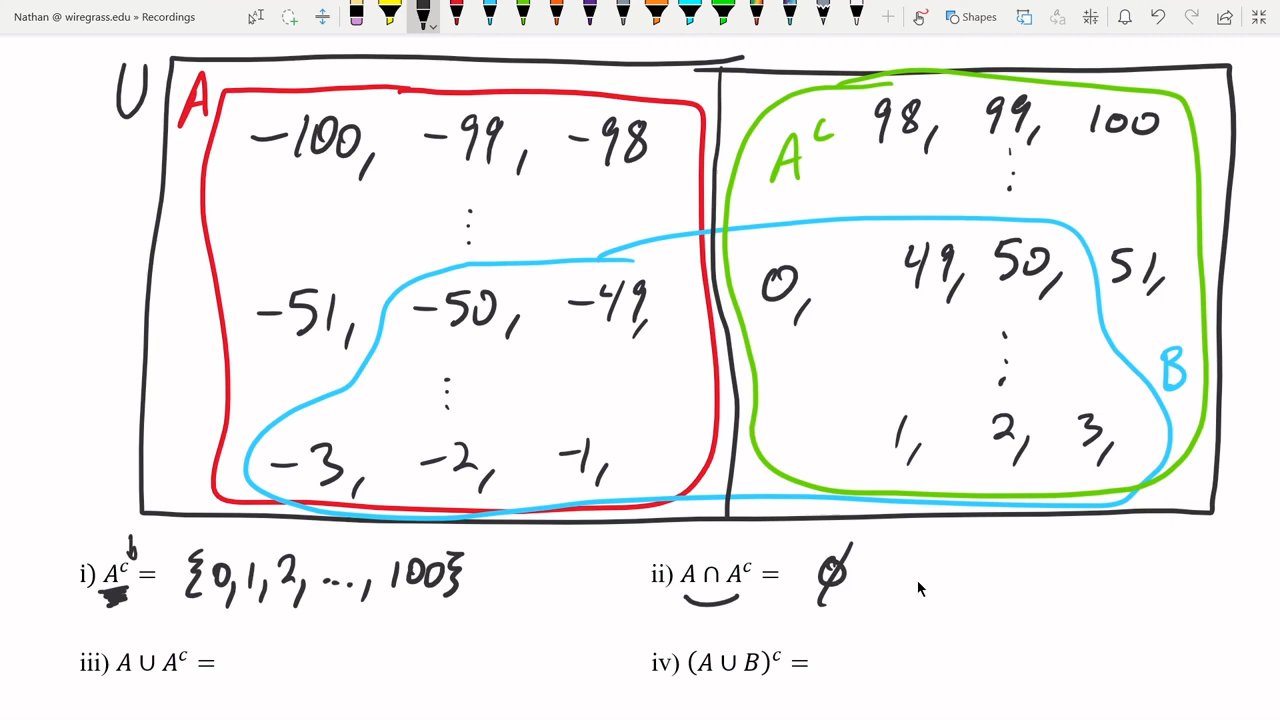 Nathan @ wiregrass.edu » Recordings
Shapes
U
A
-100, -99, -98
⋮
-51, -50, -49,
⋮
-3, -2, -1,
A^c
98, 99, 100
⋮
0, 49, 50, 51,
⋮
B
1, 2, 3,
i) A^c = {0, 1, 2, ..., 100}
ii) A ∩ A^c = ∅
iii) A ∪ A^c =
iv) (A ∪ B)^c =